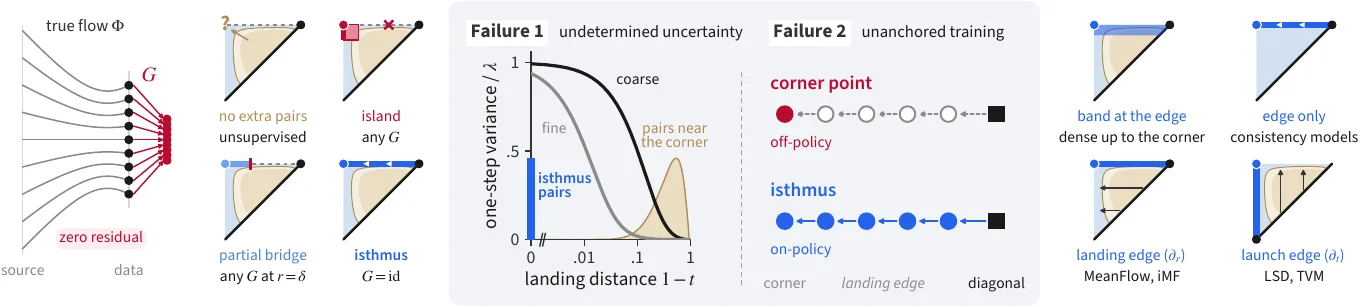 true flow Φ
G
zero residual
source
data
?
no extra pairs
unsupervised
island
any G
partial bridge
any G at r = δ
isthmus
G = id
Failure 1 undetermined uncertainty
one-step variance / λ
1
.5
0
coarse
fine
pairs near
the corner
isthmus
pairs
0
.01
.1
1
landing distance 1 − t
Failure 2 unanchored training
corner point
off-policy
isthmus
on-policy
corner
landing edge
diagonal
band at the edge
dense up to the corner
edge only
consistency models
landing edge (∂r)
MeanFlow, iMF
launch edge (∂t)
LSD, TVM